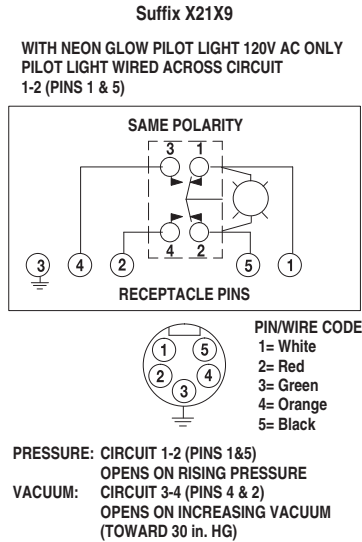 Suffix X21X9
WITH NEON GLOW PILOT LIGHT 120V AC ONLY
PILOT LIGHT WIRED ACROSS CIRCUIT
1-2 (PINS 1 & 5)
SAME POLARITY
3 1
4 2
3 4 2 5 1
RECEPTACLE PINS
PIN/WIRE CODE
1= White
2= Red
3= Green
4= Orange
5= Black
1 5
2 4
3
PRESSURE: CIRCUIT 1-2 (PINS 1&5)
OPENS ON RISING PRESSURE
VACUUM: CIRCUIT 3-4 (PINS 4 & 2)
OPENS ON INCREASING VACUUM
(TOWARD 30 in. HG)